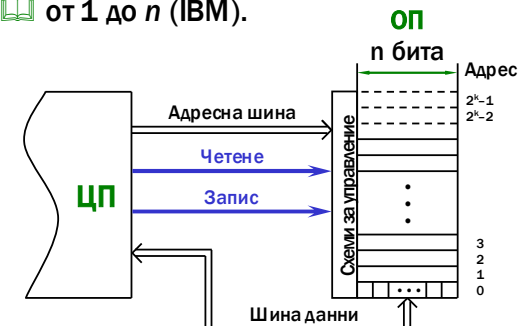 от 1 до n (IBM).
ОП
n бита
Адрес
Адресна шина
2ᵏ–1
2ᵏ–2
Четене
Запис
ЦП
Схеми за управление
3
2
1
0
Шина данни